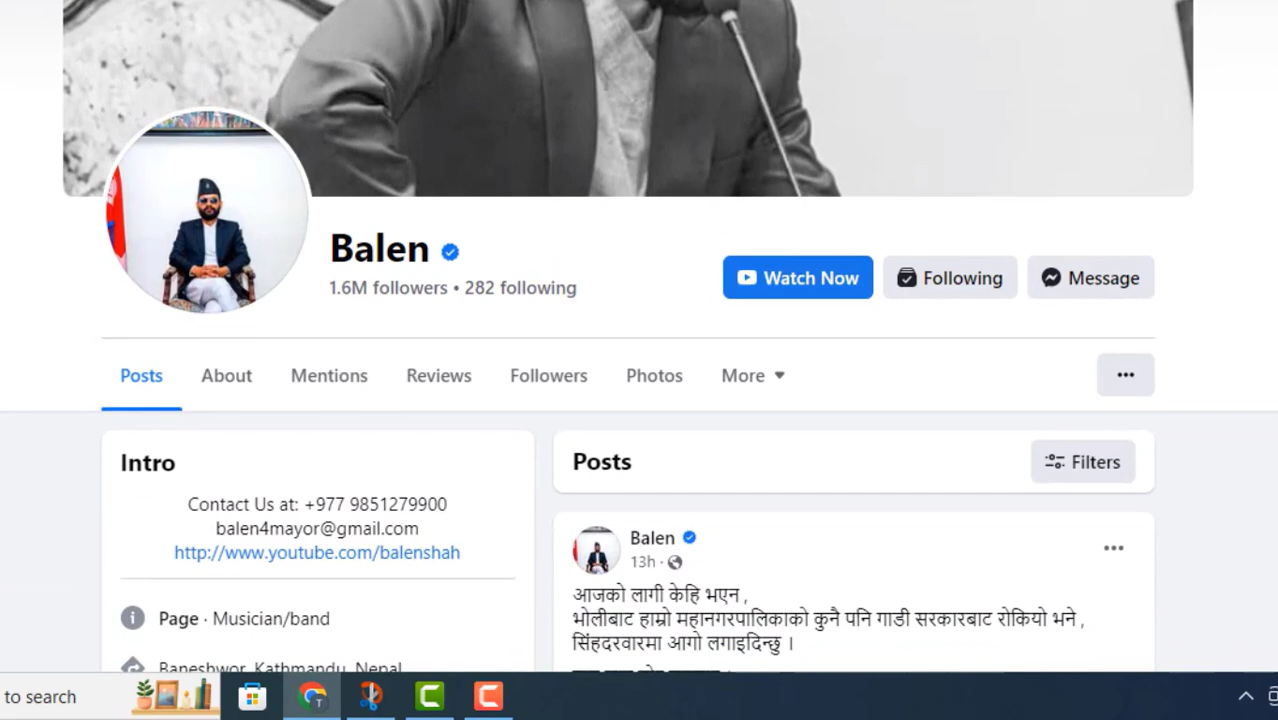 Balen
1.6M followers • 282 following
Watch Now
Following
Message
Posts
About
Mentions
Reviews
Followers
Photos
More
Intro
Contact Us at: +977 9851279900
balen4mayor@gmail.com
http://www.youtube.com/balenshah
Page · Musician/band
Baneshwor, Kathmandu, Nepal
Posts
Filters
Balen
13h ·
आजको लागी केहि भएन ,
भोलीबाट हाम्रो महानगरपालिकाको कुनै पनि गाडी सरकारबाट रोकियो भने ,
सिंहदरवारमा आगो लगाइदिन्छु ।
to search